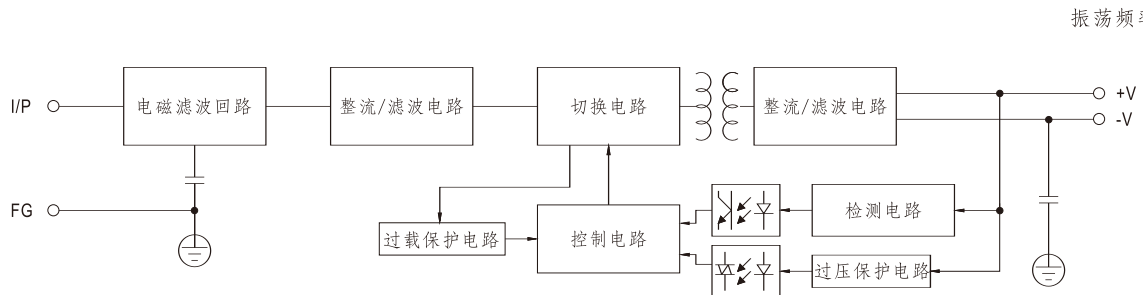 振荡频率
I/P
电磁滤波回路
整流/滤波电路
切换电路
整流/滤波电路
+V
-V
FG
过载保护电路
控制电路
检测电路
过压保护电路